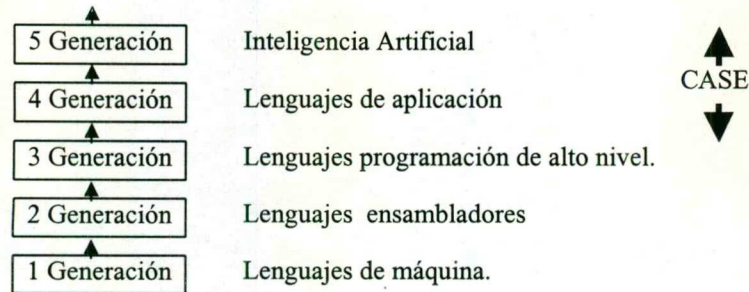 5 Generación Inteligencia Artificial
CASE
4 Generación Lenguajes de aplicación
3 Generación Lenguajes programación de alto nivel.
2 Generación Lenguajes ensambladores
1 Generación Lenguajes de máquina.